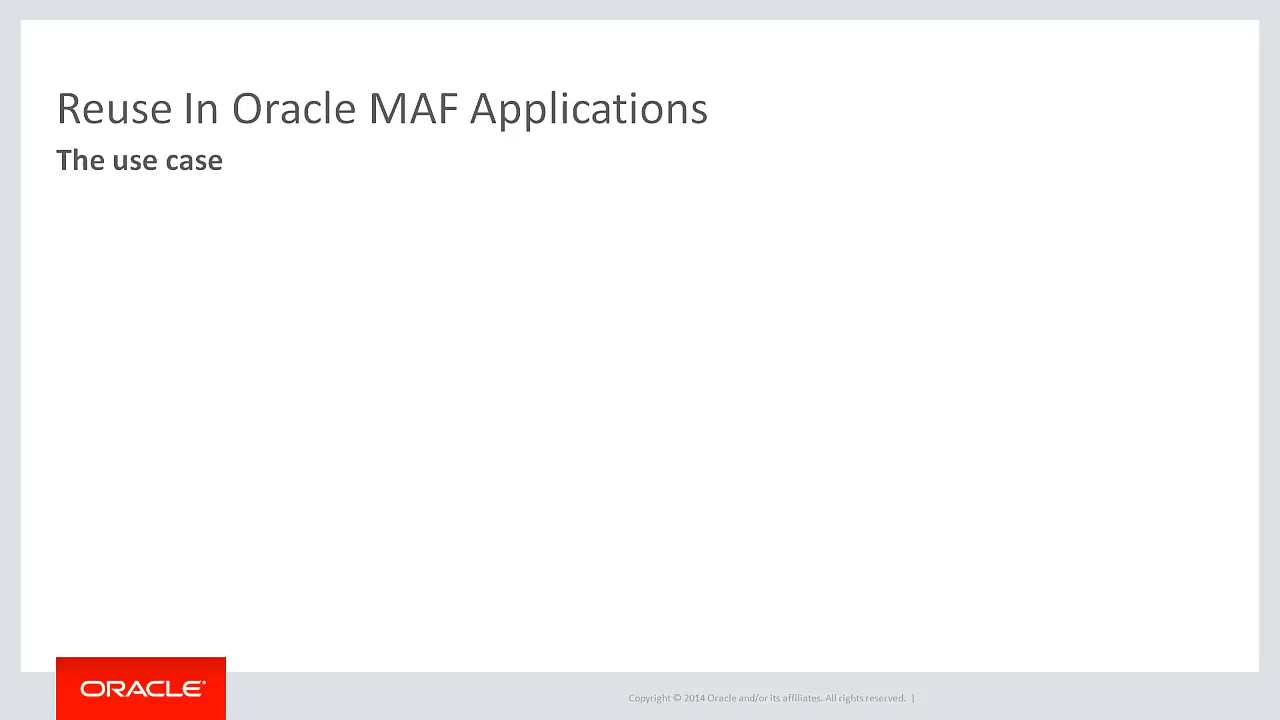 Reuse In Oracle MAF Applications
The use case
ORACLE®
Copyright © 2014 Oracle and/or its affiliates. All rights reserved. |